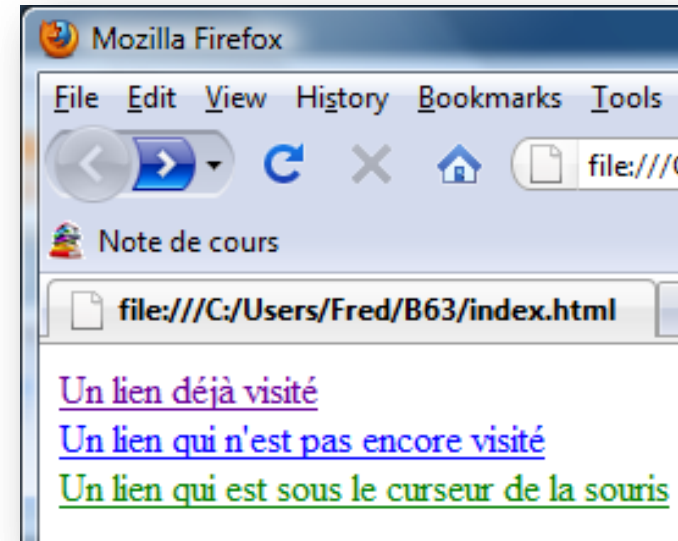 Mozilla Firefox
File Edit View History Bookmarks Tools
file:///
Note de cours
file:///C:/Users/Fred/B63/index.html
Un lien déjà visité
Un lien qui n'est pas encore visité
Un lien qui est sous le curseur de la souris